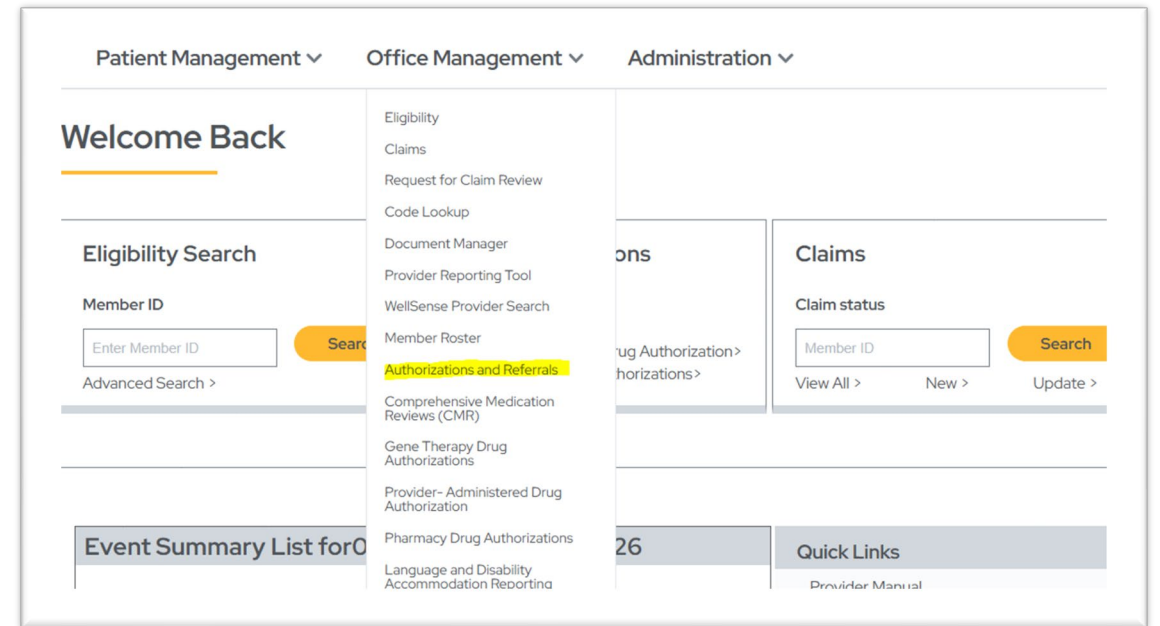 Patient Management
Office Management
Administration
Welcome Back
Eligibility
Claims
Request for Claim Review
Code Lookup
Document Manager
Provider Reporting Tool
WellSense Provider Search
Member Roster
Authorizations and Referrals
Comprehensive Medication
Reviews (CMR)
Gene Therapy Drug
Authorizations
Provider- Administered Drug
Authorization
Pharmacy Drug Authorizations
Language and Disability
Accommodation Reporting
Eligibility Search
Member ID
Enter Member ID
Searc
Advanced Search >
ons
rug Authorization>
horizations>
Claims
Claim status
Member ID
Search
View All > New > Update >
Event Summary List for0
26
Quick Links
Provider Manual